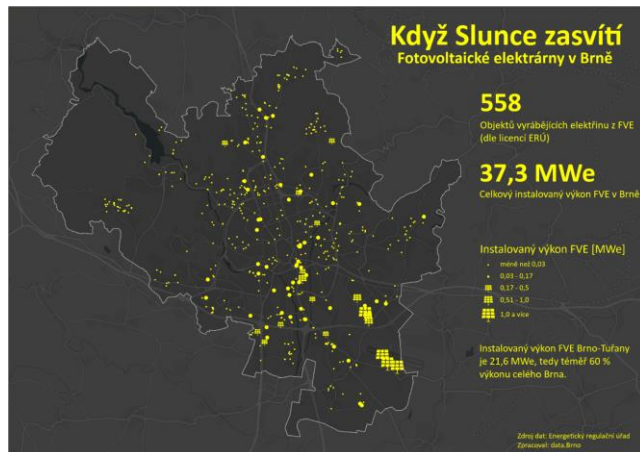 Když Slunce zasvítí
Fotovoltaické elektrárny v Brně
558
Objektů vyrábějících elektřinu z FVE
(dle licencí ERÚ)
37,3 MWe
Celkový instalovaný výkon FVE v Brně
Instalovaný výkon FVE [MWe]
méně než 0,03
0,03 - 0,17
0,17 - 0,5
0,51 - 1,0
1,0 a více
Instalovaný výkon FVE Brno-Tuřany
je 21,6 MWe, tedy téměř 60 %
výkonu celého Brna.
Zdroj dat: Energetický regulační úřad
Zpracoval: data.Brno